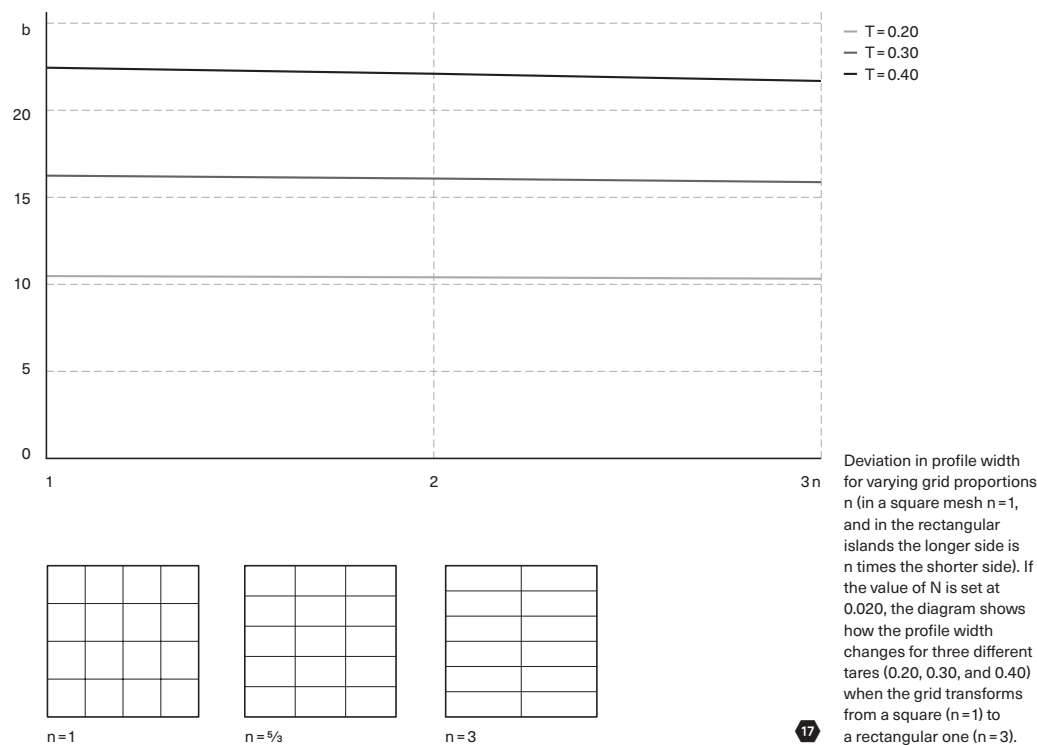 b
20
15
10
5
0
1
2
3 n
T = 0.20
T = 0.30
T = 0.40
n = 1
n = ⁵⁄₃
n = 3
17
Deviation in profile width
for varying grid proportions
n (in a square mesh n = 1,
and in the rectangular
islands the longer side is
n times the shorter side). If
the value of N is set at
0.020, the diagram shows
how the profile width
changes for three different
tares (0.20, 0.30, and 0.40)
when the grid transforms
from a square (n = 1) to
a rectangular one (n = 3).